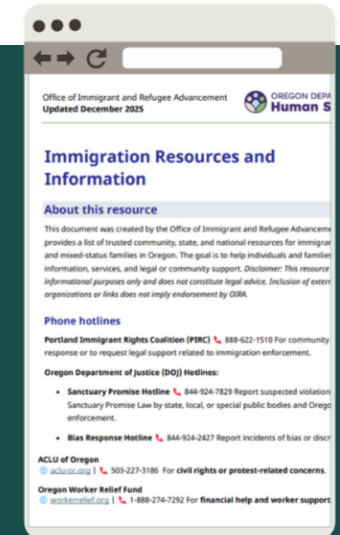 Office of Immigrant and Refugee Advancement
Updated December 2025
OREGON DEPA
Human S
Immigration Resources and
Information
About this resource
This document was created by the Office of Immigrant and Refugee Advanceme
provides a list of trusted community, state, and national resources for immigrar
and mixed-status families in Oregon. The goal is to help individuals and families
information, services, and legal or community support. Disclaimer: This resource
informational purposes only and does not constitute legal advice. Inclusion of extern
organizations or links does not imply endorsement by OIRA.
Phone hotlines
Portland Immigrant Rights Coalition (PIRC) 888-622-1510 For community
response or to request legal support related to immigration enforcement.
Oregon Department of Justice (DOJ) Hotlines:
• Sanctuary Promise Hotline 844-924-7829 Report suspected violation
Sanctuary Promise Law by state, local, or special public bodies and Orego
enforcement.
• Bias Response Hotline 844-924-2427 Report incidents of bias or discr
ACLU of Oregon
aclu-or.org | 503-227-3186 For civil rights or protest-related concerns.
Oregon Worker Relief Fund
workerrelief.org | 1-888-274-7292 For financial help and worker support